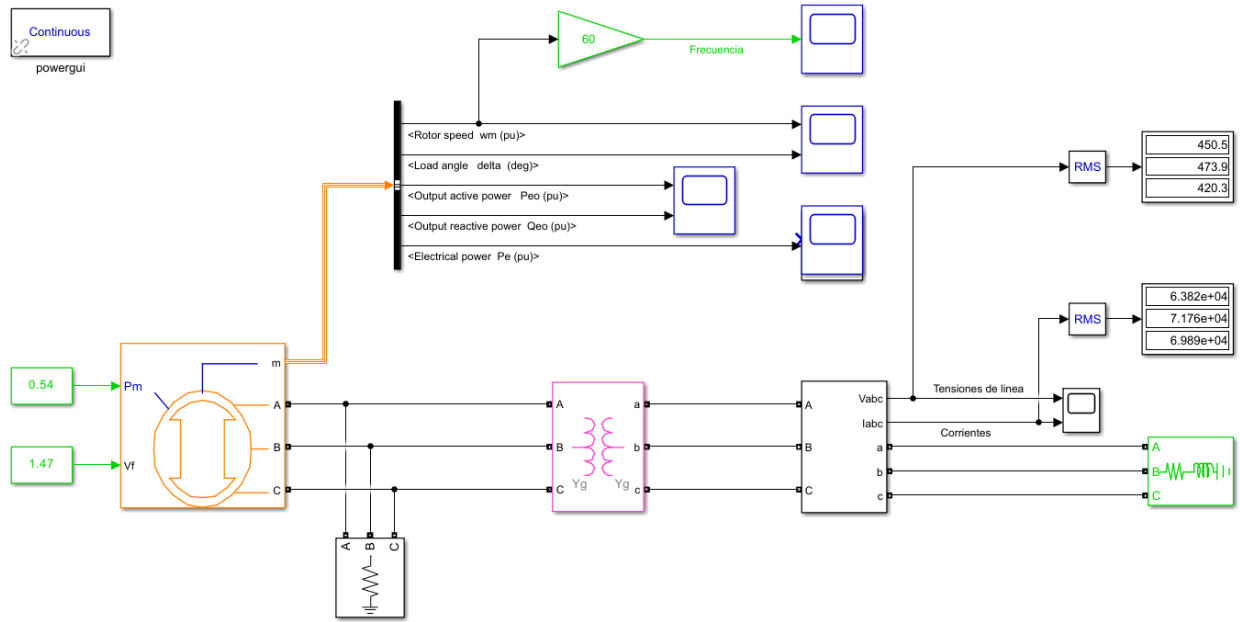 Continuous
powergui
60
Frecuencia
<Rotor speed wm (pu)>
<Load angle delta (deg)>
<Output active power Peo (pu)>
<Output reactive power Qeo (pu)>
<Electrical power Pe (pu)>
RMS
450.5
473.9
420.3
RMS
6.382e+04
7.176e+04
6.989e+04
0.54
1.47
Pm
Vf
m
A
B
C
A
B
C
A
B
C
a
b
c
Yg
Yg
A
B
C
Vabc
Iabc
a
b
c
Tensiones de linea
Corrientes
A
B
C